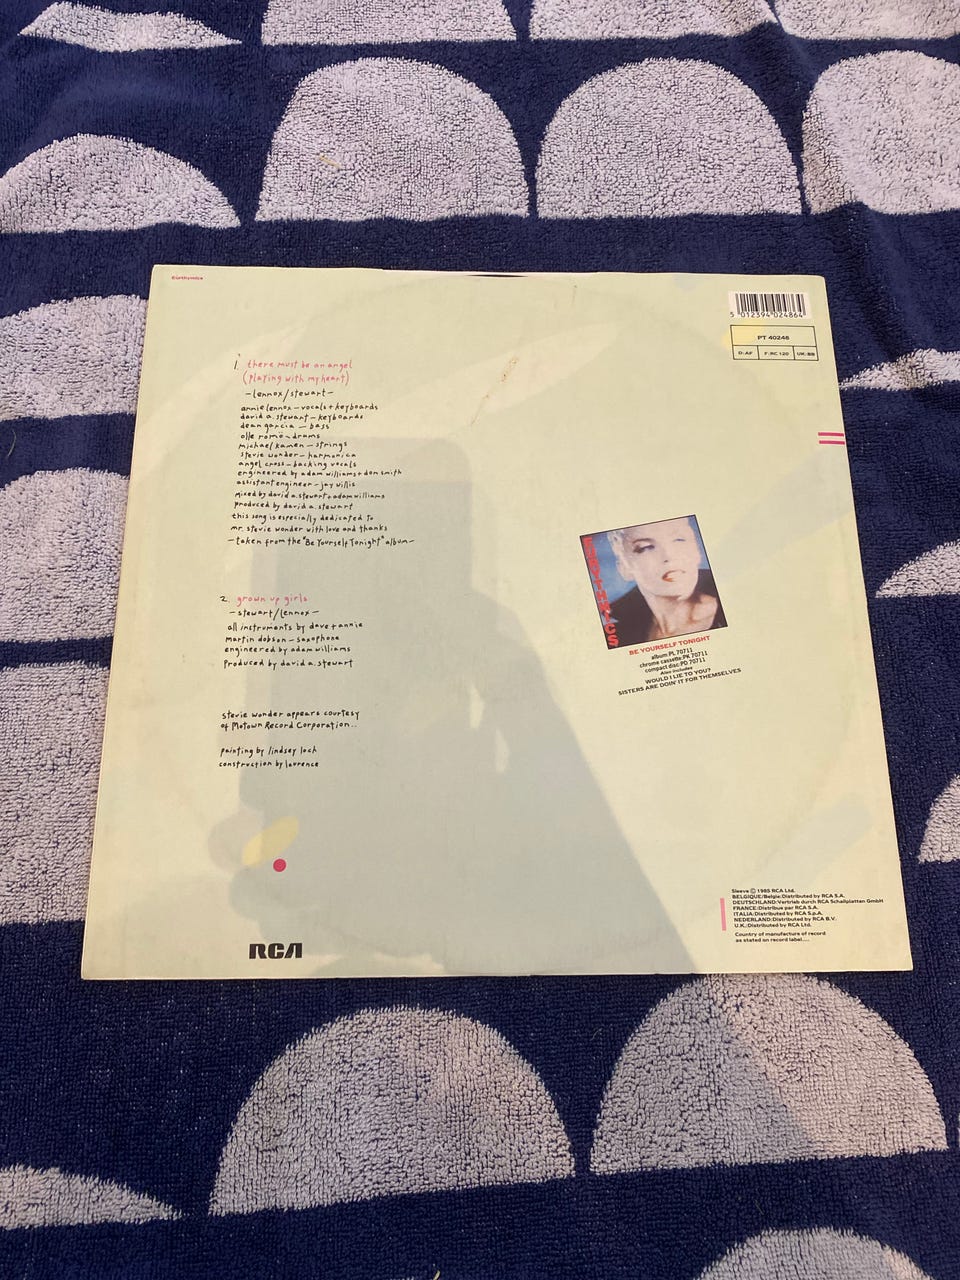 Eurythmics
5 012394 024864
PT 40248
D:AF F:RC 120 UK:BB
1. there must be an angel
(playing with my heart)
-lennox/stewart-
annie lennox-vocals+keyboards
david a. stewart-keyboards
dean garcia-bass
olle romo-drums
michael kamen-strings
stevie wonder-harmonica
angel cross-backing vocals
engineered by adam williams+don smith
assistant engineer-jay willis
mixed by david a. stewart+adam williams
produced by david a. stewart
this song is especially dedicated to
mr. stevie wonder with love and thanks
-taken from the "Be Yourself Tonight" album-
2. grown up girls
-stewart/lennox-
all instruments by dave+annie
martin dobson-saxophone
engineered by adam williams
produced by david a. stewart
stevie wonder appears courtesy
of Motown Record Corporation..
painting by lindsey loch
construction by laurence
EURYTHMICS
BE YOURSELF TONIGHT
album:PL 70711
chrome cassette:PK 70711
compact disc:PD 70711
Also includes
WOULD I LIE TO YOU?
SISTERS ARE DOIN' IT FOR THEMSELVES
RCA
Sleeve Ⓒ 1985 RCA Ltd.
BELGIQUE/Belgie:Distributed by RCA S.A.
DEUTSCHLAND:Vertrieb durch RCA Schallplatten GmbH
FRANCE:Distribue par RCA S.A.
ITALIA:Distributed by RCA S.p.A.
NEDERLAND:Distributed by RCA B.V.
U.K.:Distributed by RCA Ltd.
Country of manufacture of record
as stated on record label....